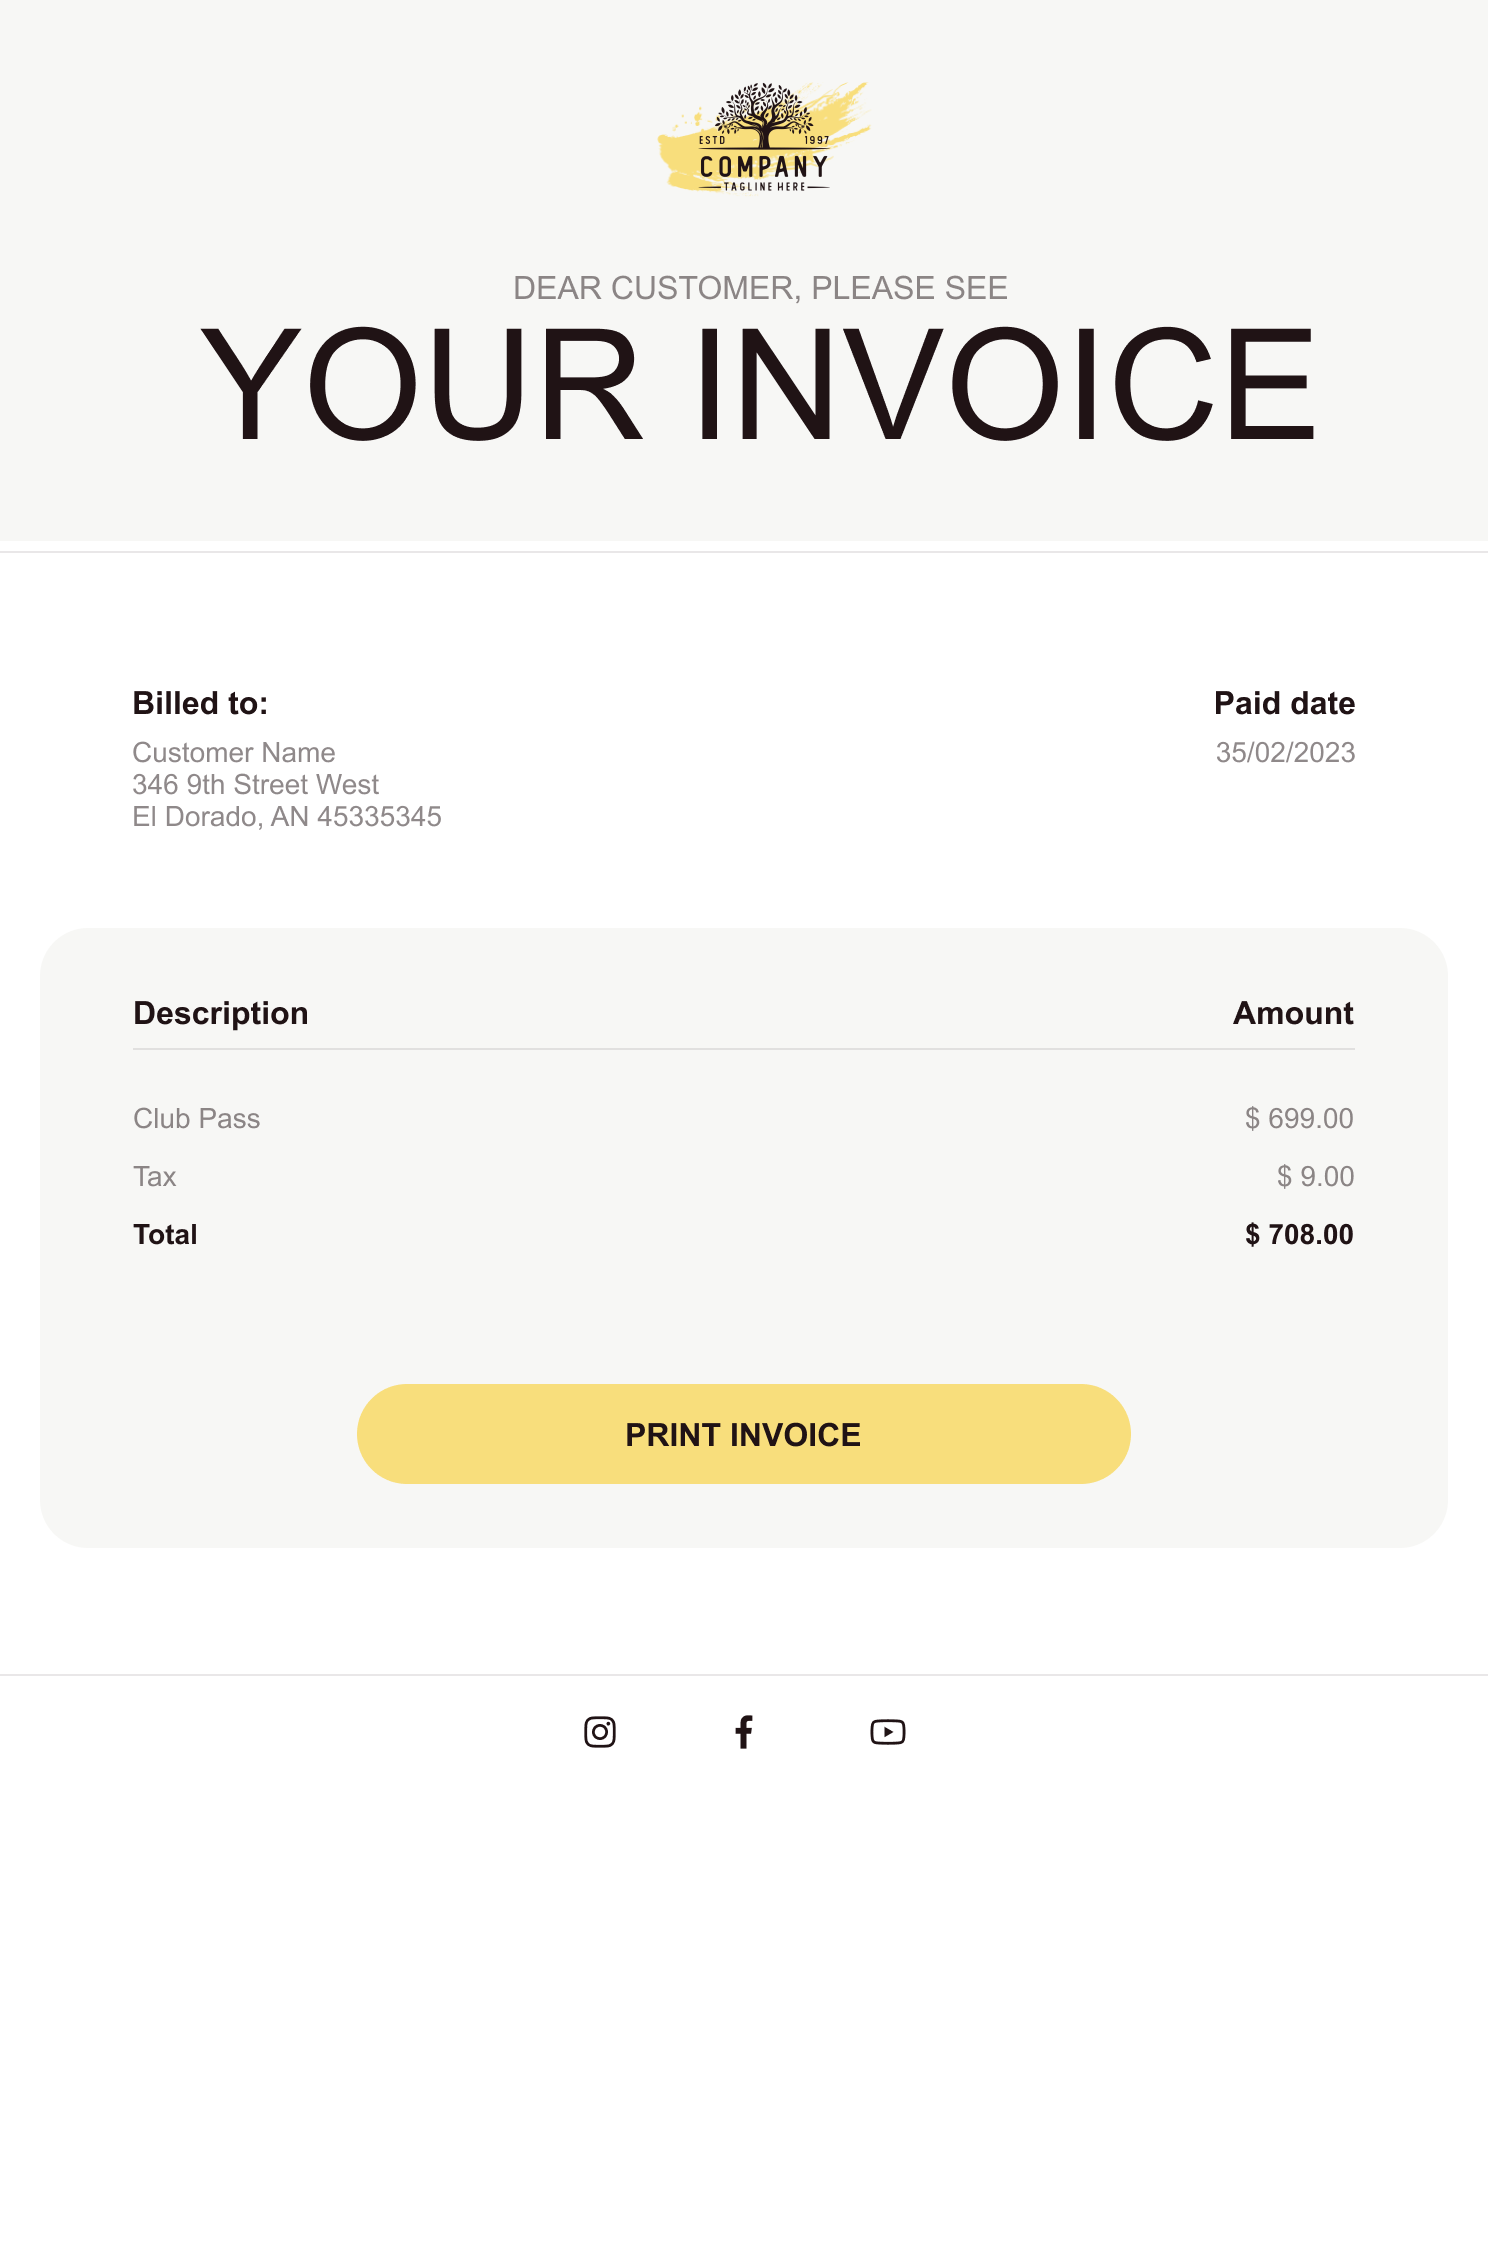 ESTD 1997
COMPANY
TAGLINE HERE
DEAR CUSTOMER, PLEASE SEE
YOUR INVOICE
Billed to:
Customer Name
346 9th Street West
El Dorado, AN 45335345
Paid date
35/02/2023
Description Amount
Club Pass $ 699.00
Tax $ 9.00
Total $ 708.00
PRINT INVOICE